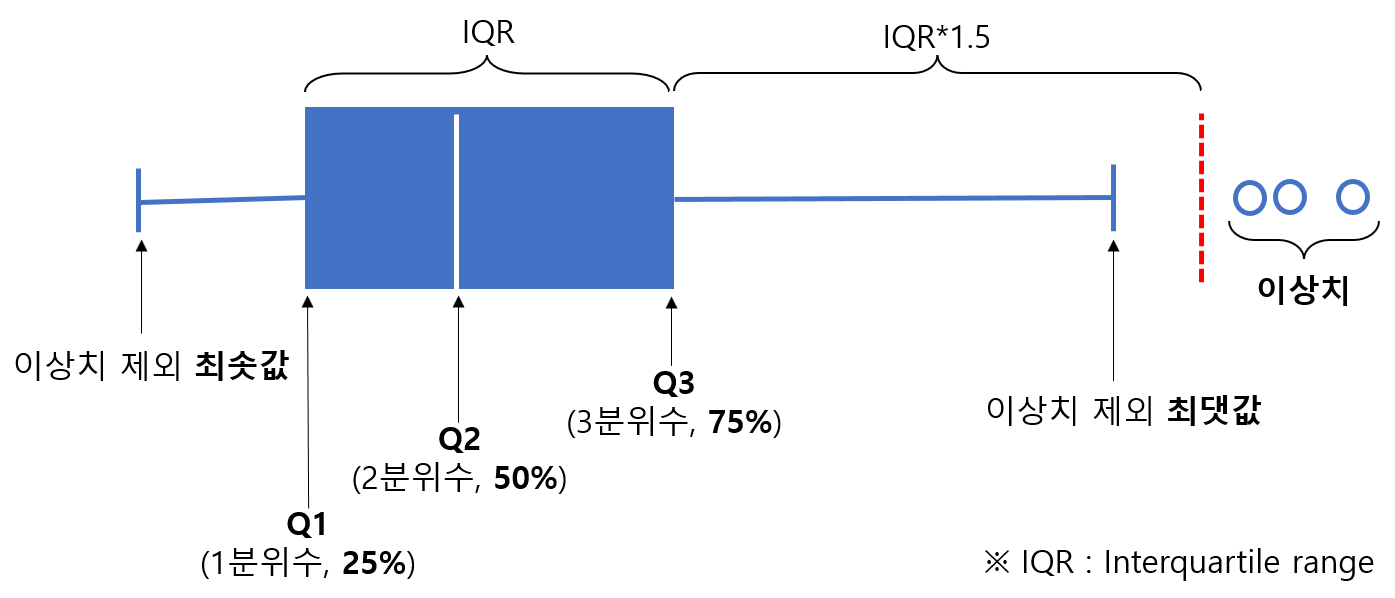 IQR
IQR*1.5
이상치
이상치 제외 최솟값
Q3
(3분위수, 75%)
이상치 제외 최댓값
Q2
(2분위수, 50%)
Q1
(1분위수, 25%)
※ IQR : Interquartile range